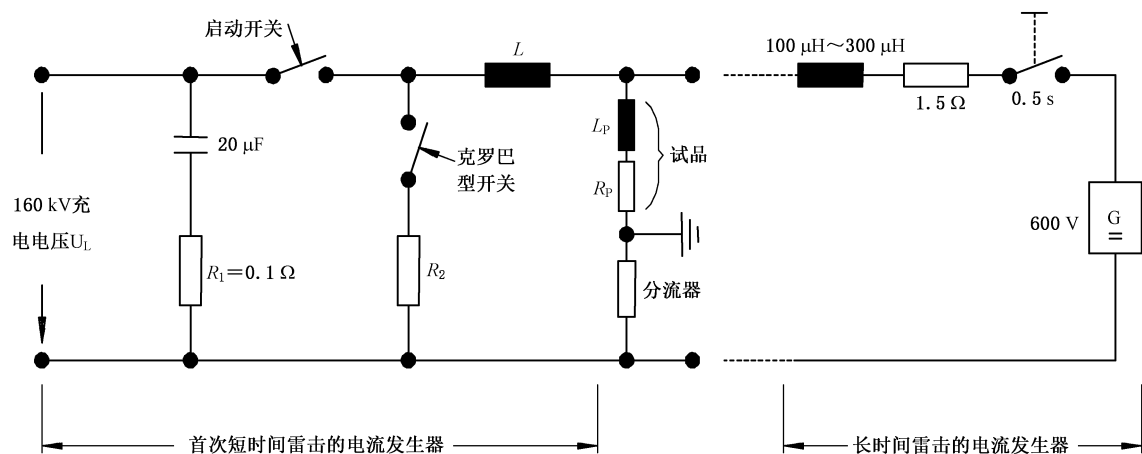 启动开关
L
100 μH～300 μH
1.5 Ω
0.5 s
20 μF
克罗巴
型开关
L_P
R_P
试品
160 kV充
电电压U_L
R_1=0.1 Ω
R_2
分流器
600 V
G
首次短时间雷击的电流发生器
长时间雷击的电流发生器